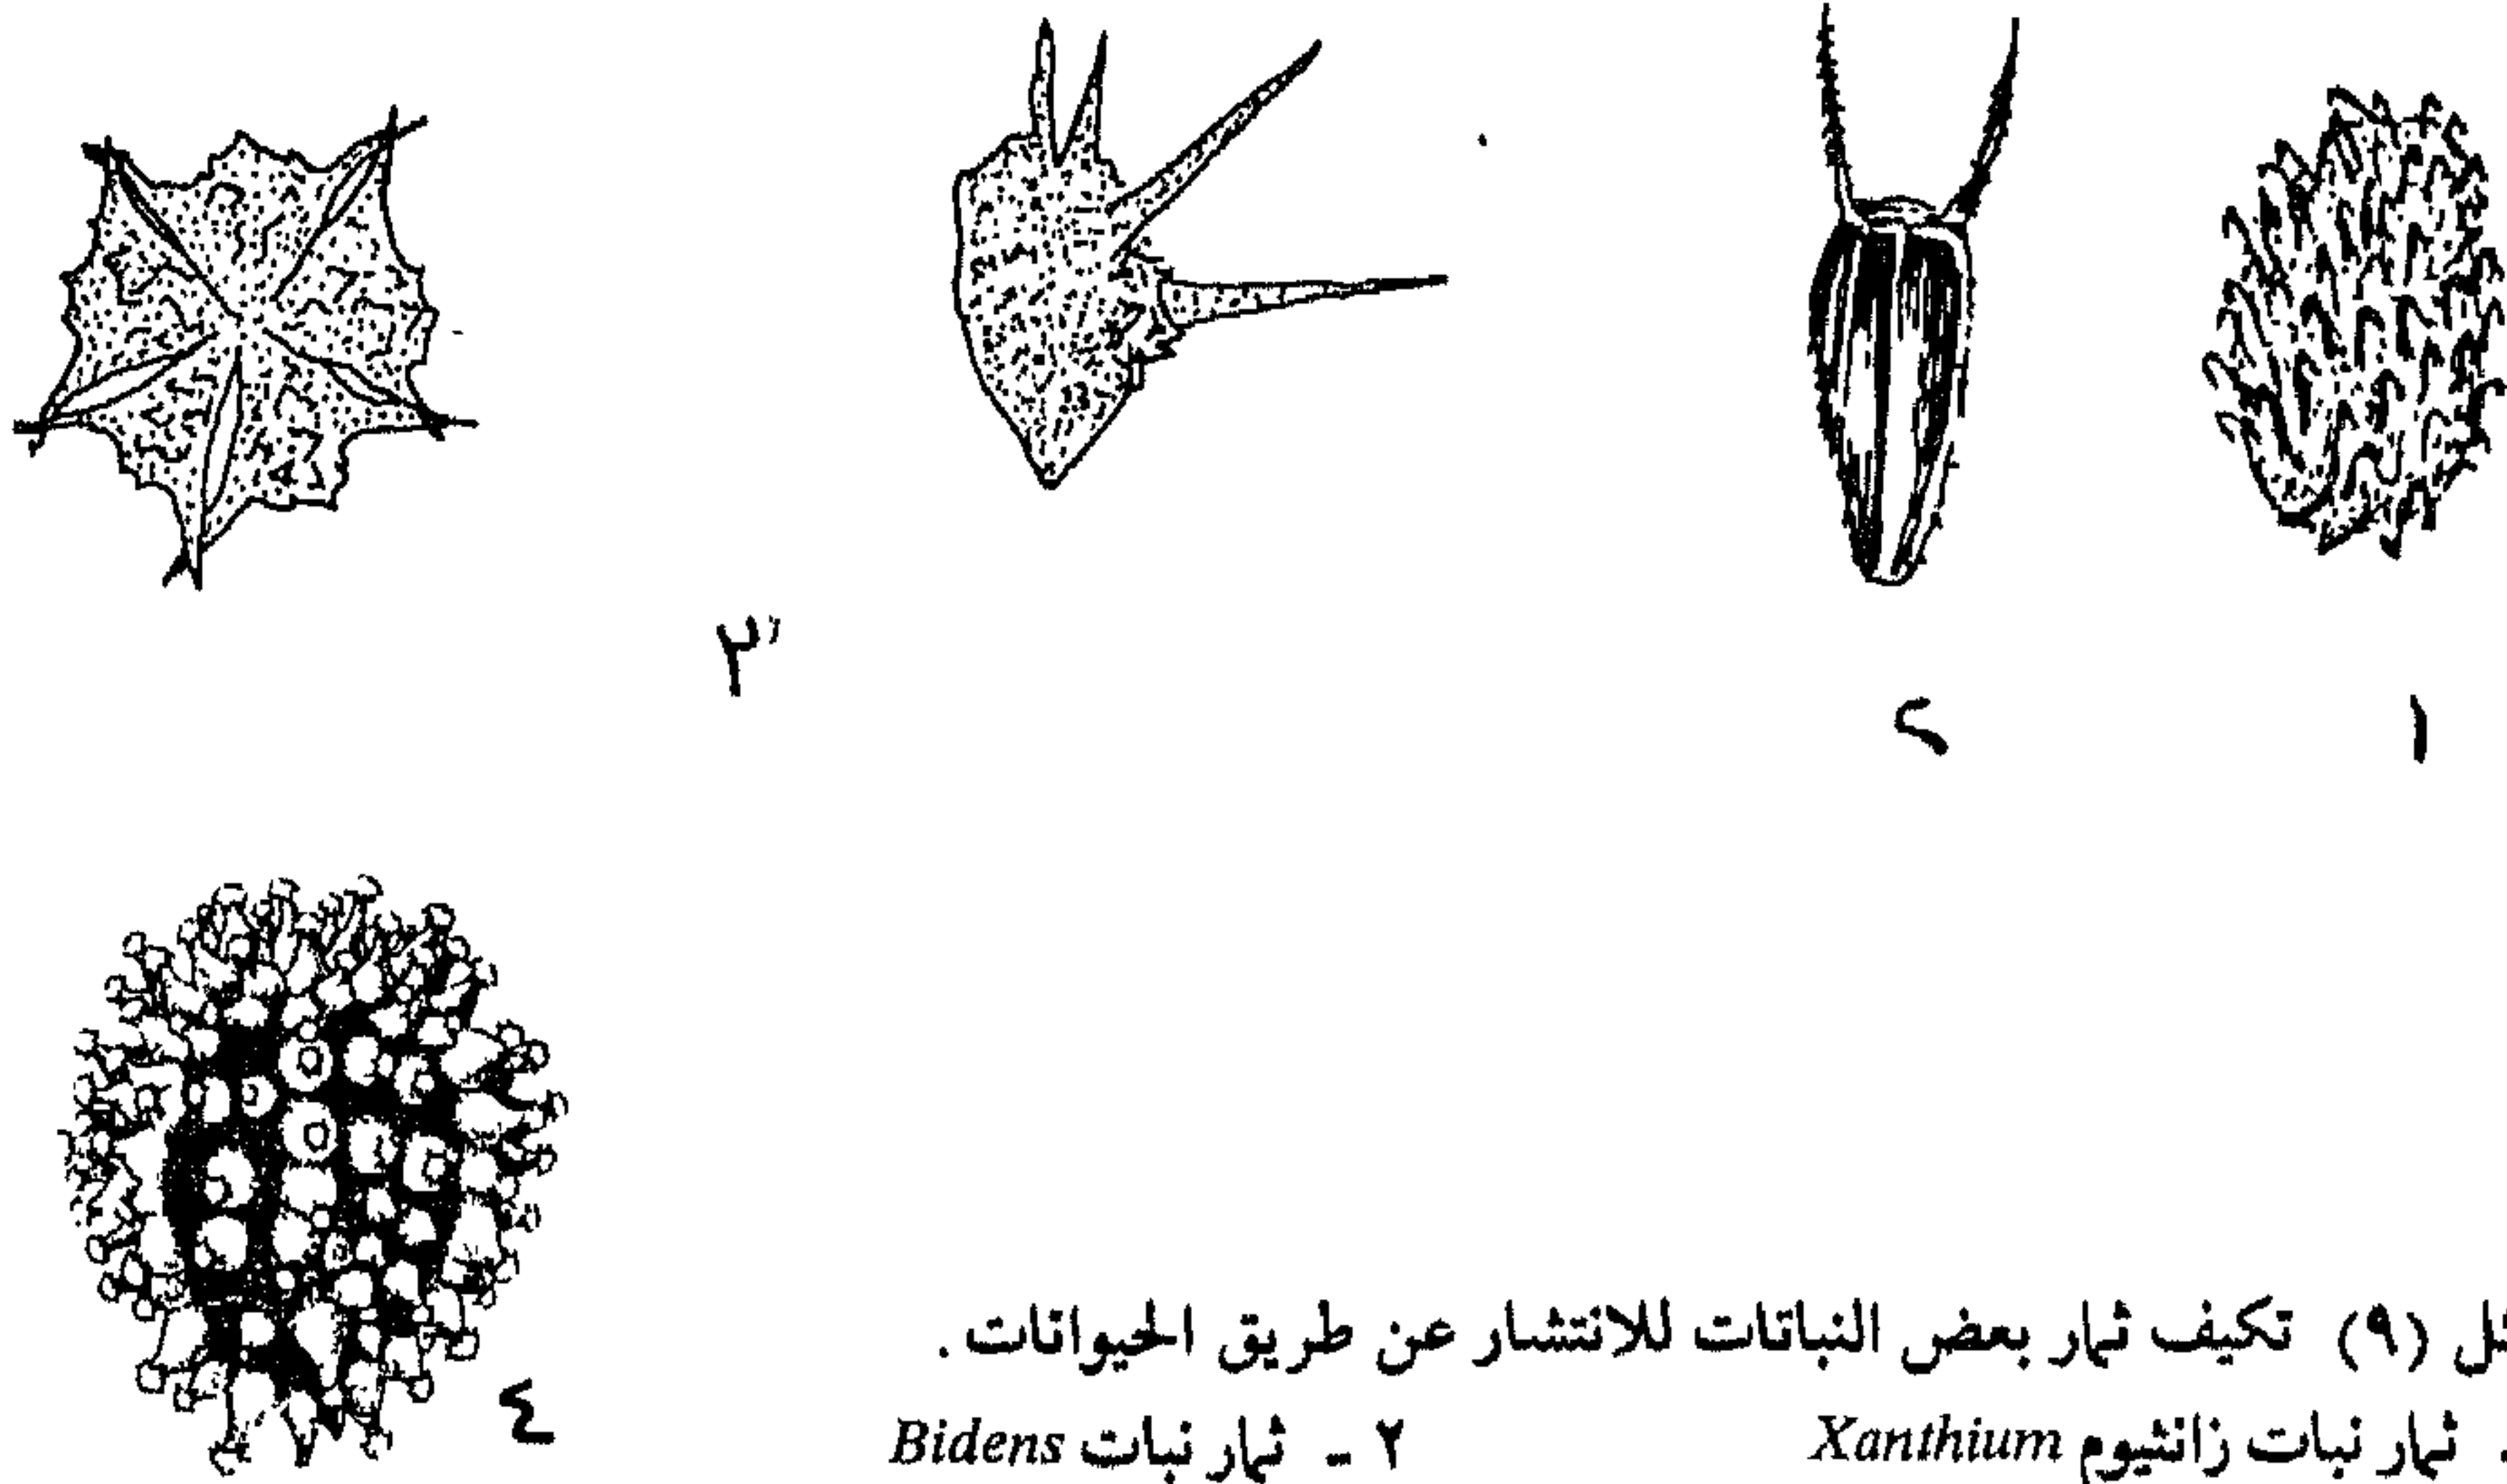 ٣
٢
١
٤
(٩) تكيف ثمار بعض النباتات للانتشار عن طريق الحيوانات .
ثمار نبات زانثيوم Xanthium ٢ - ثمار نبات Bidens